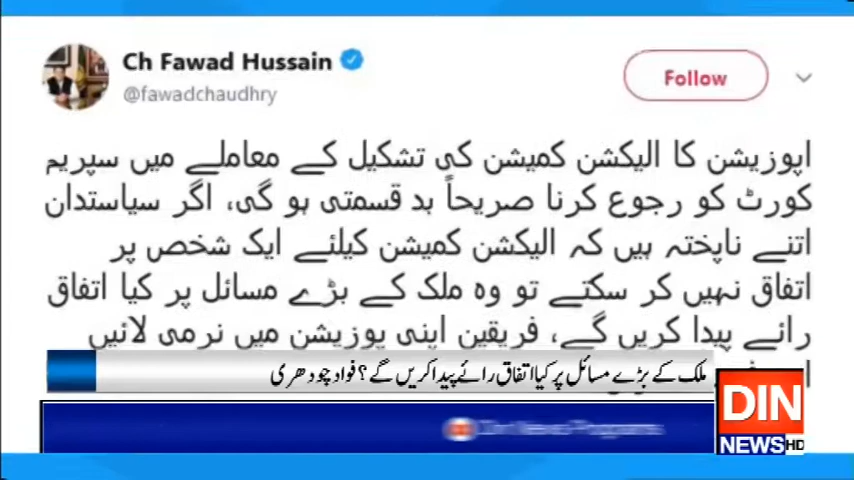 Ch Fawad Hussain
@fawadchaudhry
Follow
اپوزیشن کا الیکشن کمیشن کی تشکیل کے معاملے میں سپریم
کورٹ کو رجوع کرنا صریحاً بد قسمتی ہو گی، اگر سیاستدان
اتنے ناپختہ ہیں کہ الیکشن کمیشن کیلئے ایک شخص پر
اتفاق نہیں کر سکتے تو وہ ملک کے بڑے مسائل پر کیا اتفاق
رائے پیدا کریں گے، فریقین اپنی پوزیشن میں نرمی لائیں
ملک کے بڑے مسائل پر کیا اتفاق رائے پیدا کریں گے؟ فواد چودھری
Din News Programs
DIN
NEWS HD